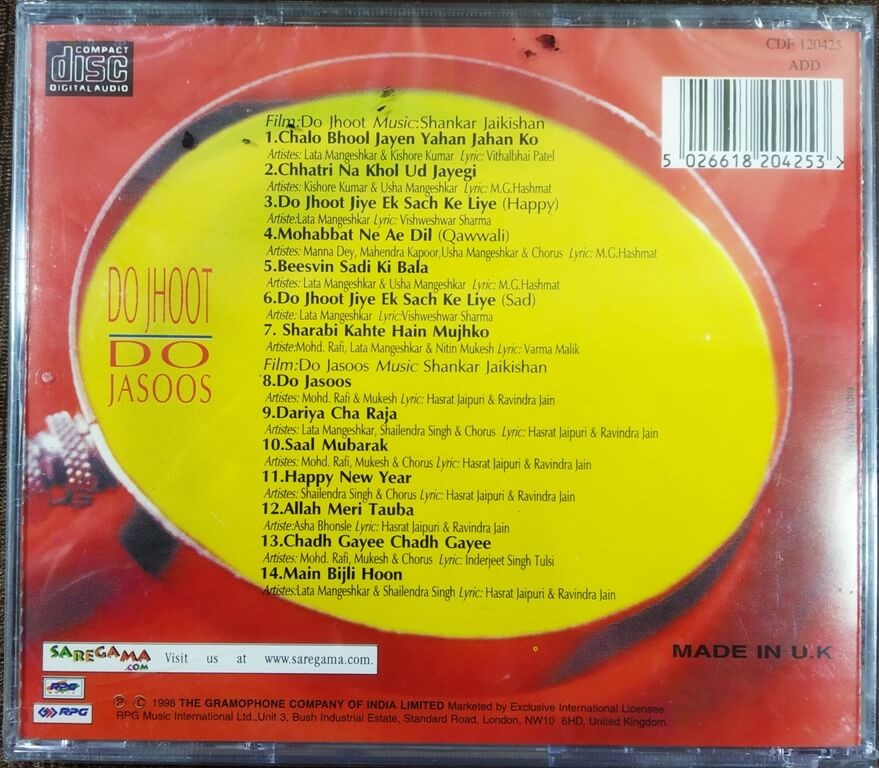 COMPACT
disc
DIGITAL AUDIO
CDF 120425
ADD
5 026618 204253 >
Film:Do Jhoot Music:Shankar Jaikishan
1.Chalo Bhool Jayen Yahan Jahan Ko
Artistes: Lata Mangeshkar & Kishore Kumar Lyric: Vithalbhai Patel
2.Chhatri Na Khol Ud Jayegi
Artistes: Kishore Kumar & Usha Mangeshkar Lyric: M.G.Hashmat
3.Do Jhoot Jiye Ek Sach Ke Liye (Happy)
Artiste:Lata Mangeshkar Lyric: Vishweshwar Sharma
4.Mohabbat Ne Ae Dil (Qawwali)
Artistes: Manna Dey, Mahendra Kapoor,Usha Mangeshkar & Chorus Lyric: M.G.Hashmat
5.Beesvin Sadi Ki Bala
Artistes: Lata Mangeshkar & Usha Mangeshkar Lyric: M.G.Hashmat
6.Do Jhoot Jiye Ek Sach Ke Liye (Sad)
Artiste: Lata Mangeshkar Lyric:Vishweshwar Sharma
7. Sharabi Kahte Hain Mujhko
Artiste:Mohd. Rafi, Lata Mangeshkar & Nitin Mukesh Lyric: Varma Malik
Film:Do Jasoos Music Shankar Jaikishan
8.Do Jasoos
Artistes: Mohd. Rafi & Mukesh Lyric: Hasrat Jaipuri & Ravindra Jain
9.Dariya Cha Raja
Artistes: Lata Mangeshkar, Shailendra Singh & Chorus Lyric: Hasrat Jaipuri & Ravindra Jain
10.Saal Mubarak
Artistes: Mohd. Rafi, Mukesh & Chorus Lyric: Hasrat Jaipuri & Ravindra Jain
11.Happy New Year
Artistes: Shailendra Singh & Chorus Lyric: Hasrat Jaipuri & Ravindra Jain
12.Allah Meri Tauba
Artiste:Asha Bhonsle Lyric: Hasrat Jaipuri & Ravindra Jain
13.Chadh Gayee Chadh Gayee
Artistes: Mohd. Rafi, Mukesh & Chorus Lyric: Inderjeet Singh Tulsi
14.Main Bijli Hoon
Artistes:Lata Mangeshkar & Shailendra Singh Lyric: Hasrat Jaipuri & Ravindra Jain
DO JHOOT
DO
JASOOS
India
MADE IN U.K
SAREGAMA
.COM
Visit us at www.saregama.com.
RPG
RPG
℗ © 1998 THE GRAMOPHONE COMPANY OF INDIA LIMITED Marketed by Exclusive International Licensee
RPG Music International Ltd.,Unit 3, Bush Industrial Estate, Standard Road, London, NW10 6HD, United Kingdom.